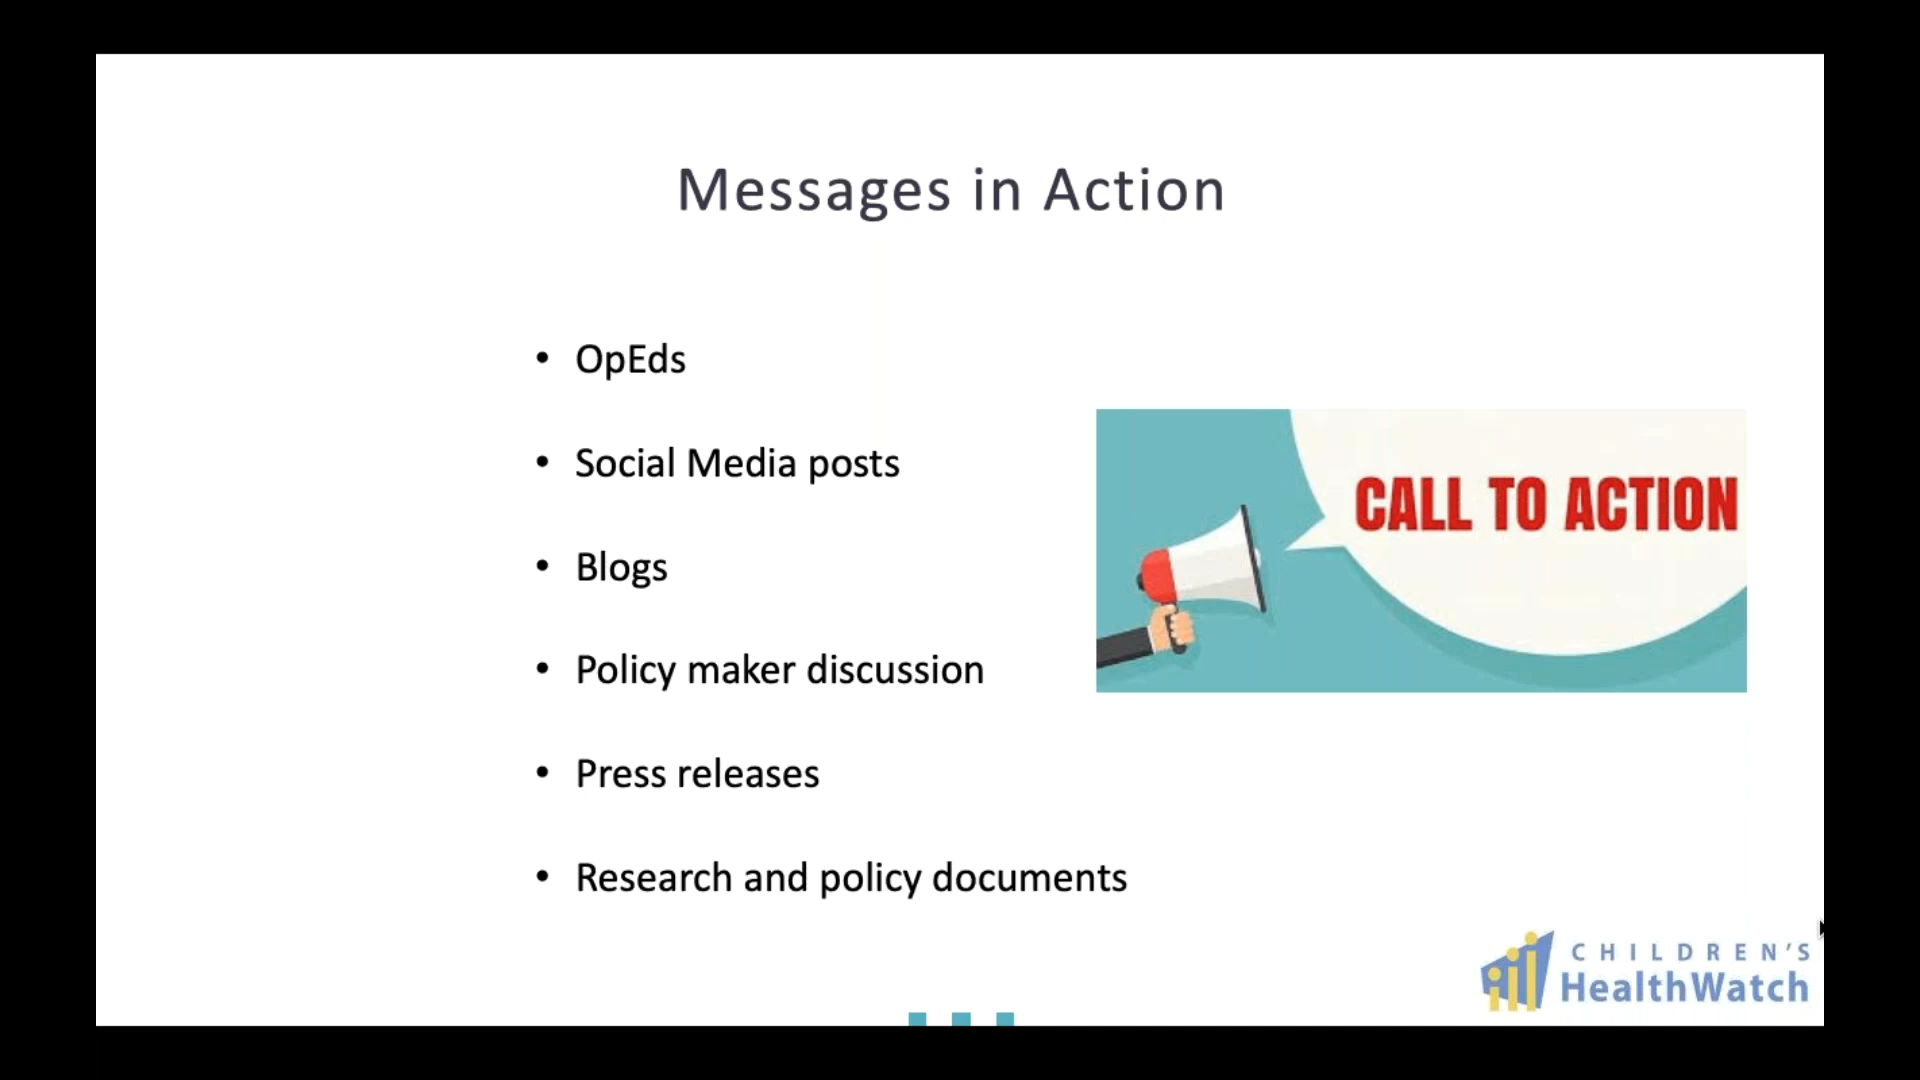 Messages in Action
• OpEds
• Social Media posts
• Blogs
• Policy maker discussion
• Press releases
• Research and policy documents
CALL TO ACTION
CHILDREN'S
HealthWatch